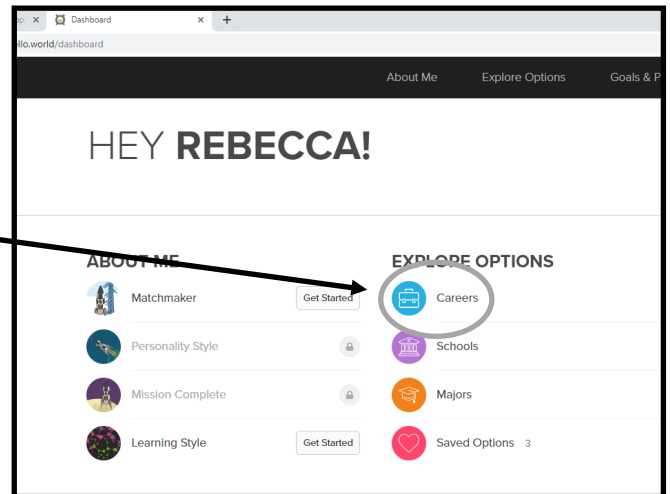 Dashboard
ello.world/dashboard
About Me Explore Options Goals & P
HEY REBECCA!
ABOUT ME
Matchmaker Get Started
Personality Style
Mission Complete
Learning Style Get Started
EXPLORE OPTIONS
Careers
Schools
Majors
Saved Options 3